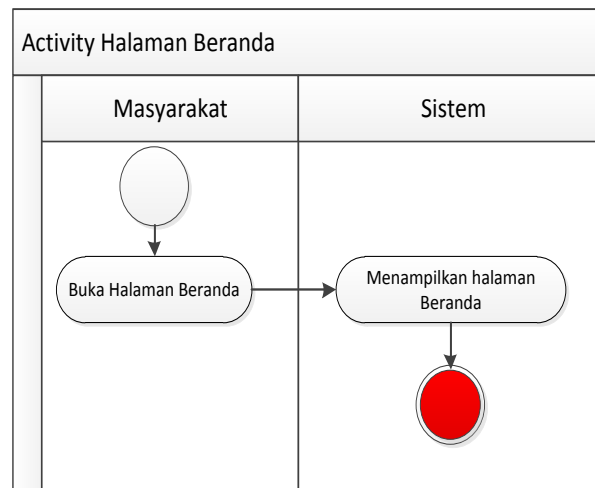 Activity Halaman Beranda
Masyarakat
Sistem
Buka Halaman Beranda
Menampilkan halaman
Beranda